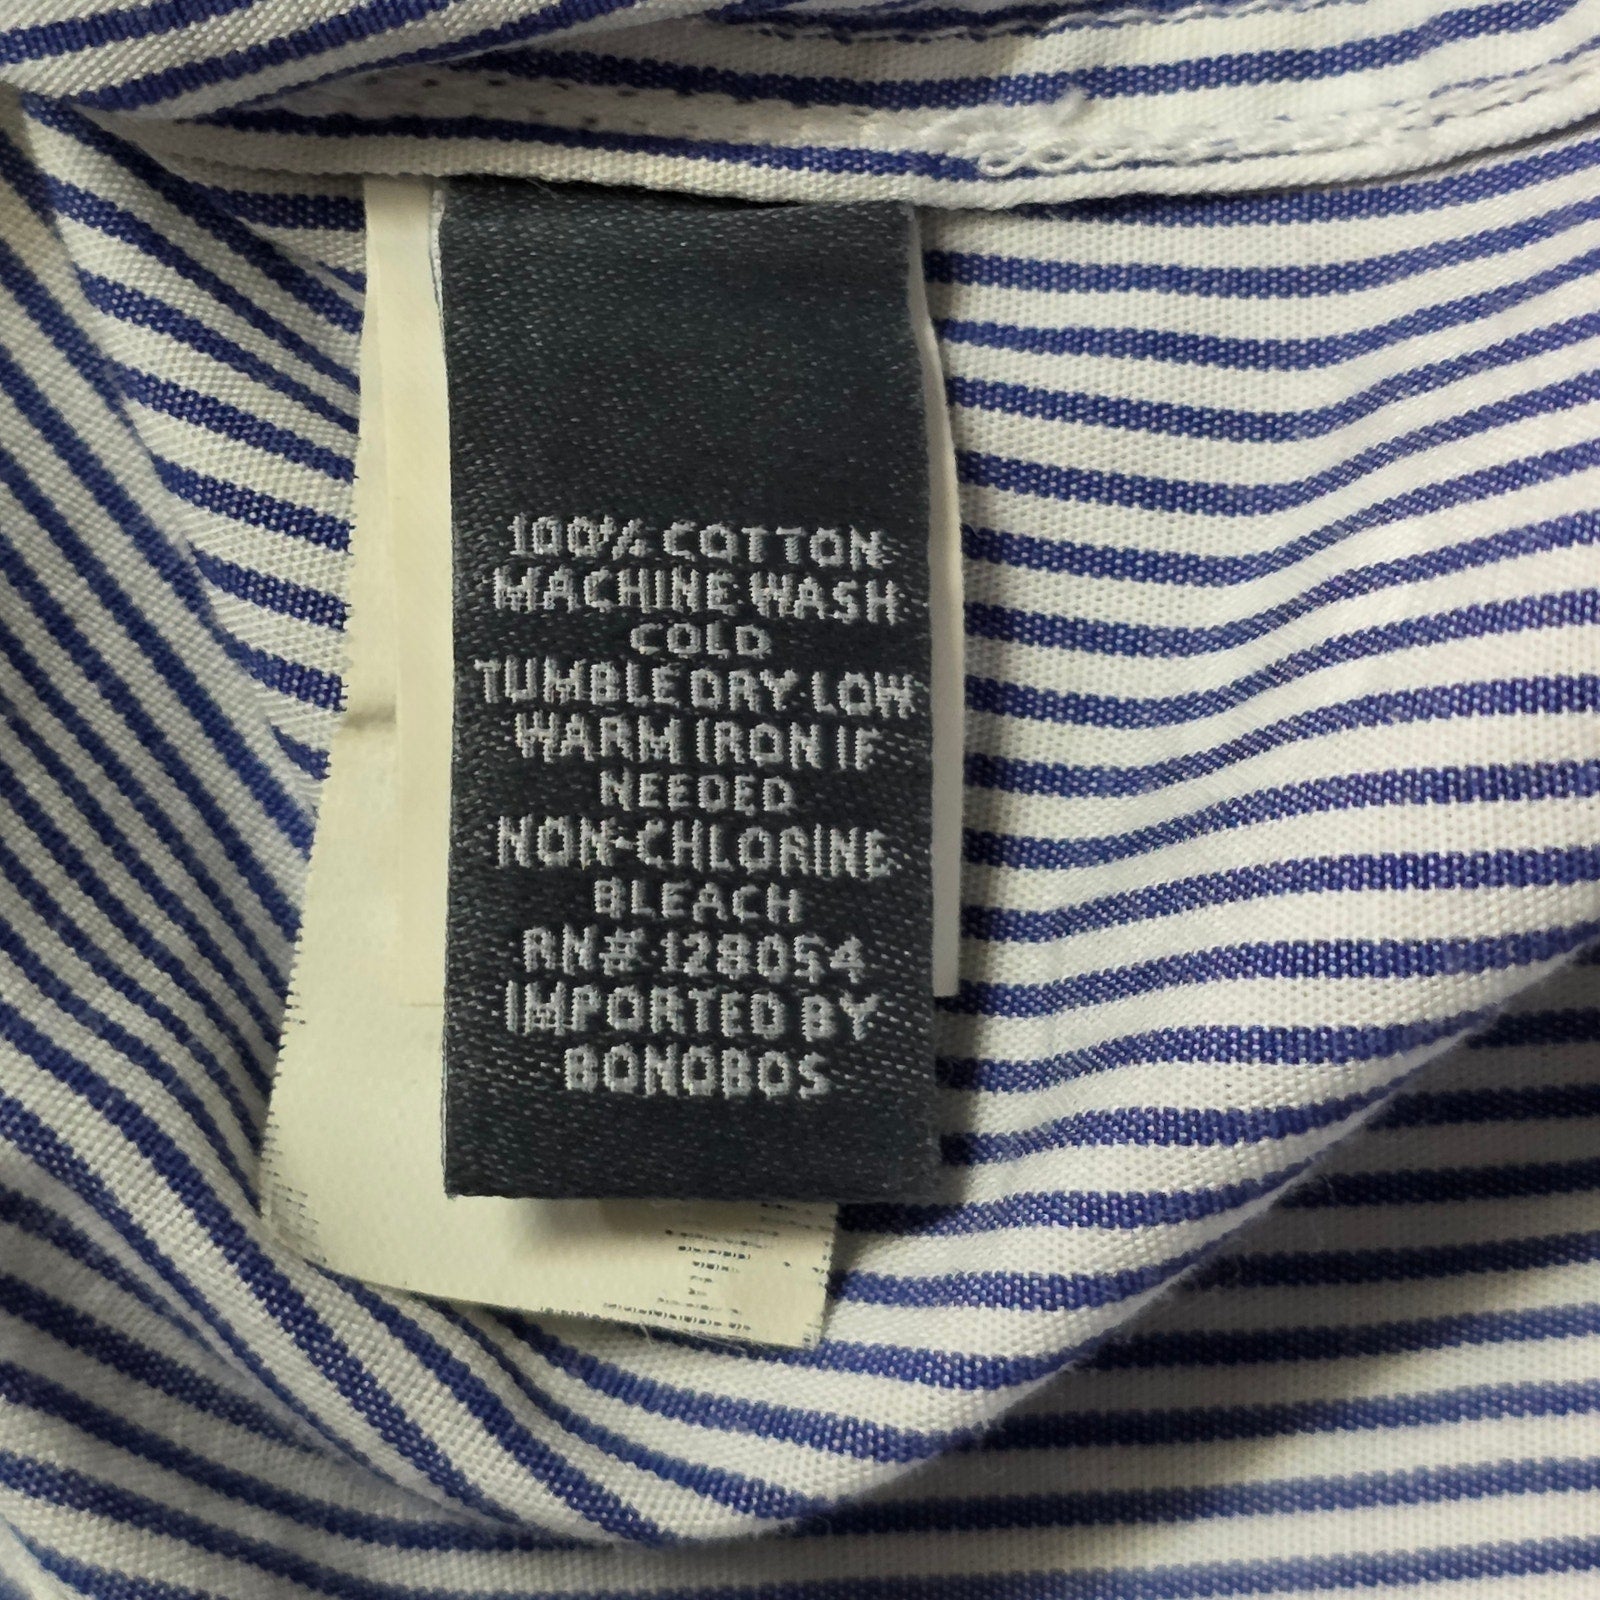 100% COTTON
MACHINE WASH
COLD
TUMBLE DRY LOW
WARM IRON IF
NEEDED
NON-CHLORINE
BLEACH
RN# 128054
IMPORTED BY
BONOBOS